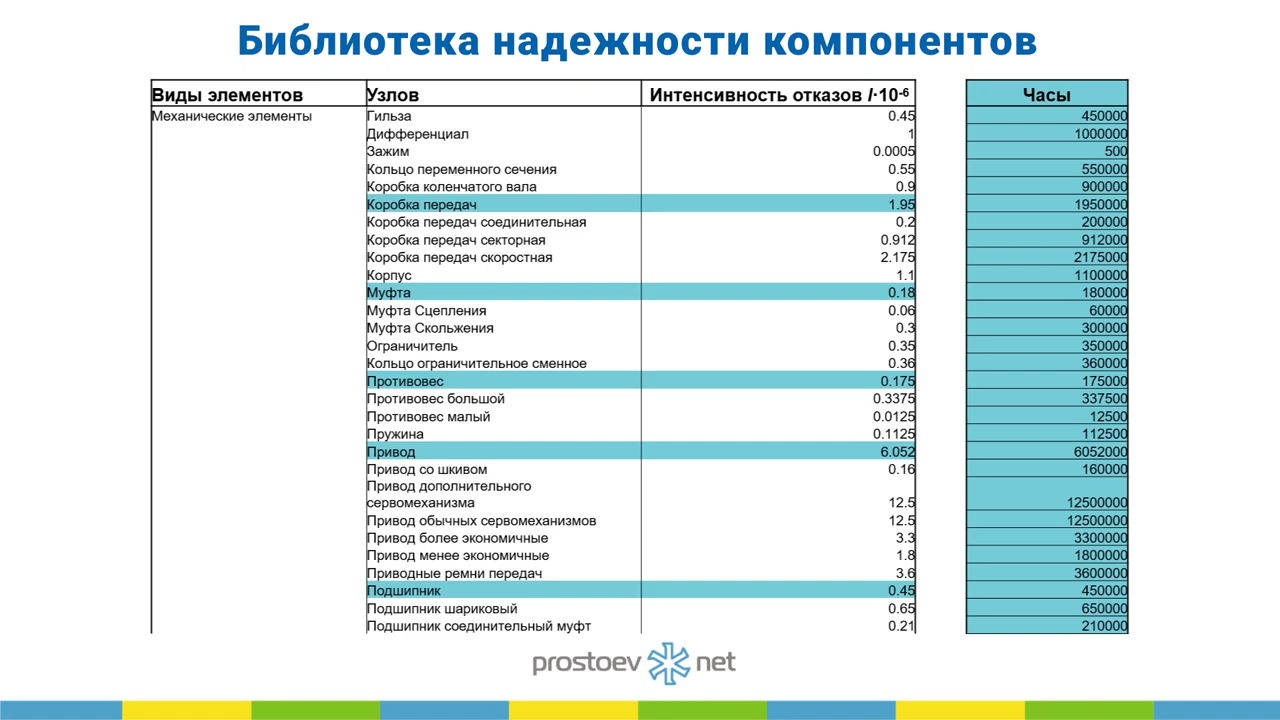 Библиотека надежности компонентов
Виды элементов Узлов Интенсивность отказов l·10-6 Часы
Механические элементы Гильза 0.45 450000
Дифференциал 1 1000000
Зажим 0.0005 500
Кольцо переменного сечения 0.55 550000
Коробка коленчатого вала 0.9 900000
Коробка передач 1.95 1950000
Коробка передач соединительная 0.2 200000
Коробка передач секторная 0.912 912000
Коробка передач скоростная 2.175 2175000
Корпус 1.1 1100000
Муфта 0.18 180000
Муфта Сцепления 0.06 60000
Муфта Скольжения 0.3 300000
Ограничитель 0.35 350000
Кольцо ограничительное сменное 0.36 360000
Противовес 0.175 175000
Противовес большой 0.3375 337500
Противовес малый 0.0125 12500
Пружина 0.1125 112500
Привод 6.052 6052000
Привод со шкивом 0.16 160000
Привод дополнительного
сервомеханизма 12.5 12500000
Привод обычных сервомеханизмов 12.5 12500000
Привод более экономичные 3.3 3300000
Привод менее экономичные 1.8 1800000
Приводные ремни передач 3.6 3600000
Подшипник 0.45 450000
Подшипник шариковый 0.65 650000
Подшипник соединительный муфт 0.21 210000
prostoev net